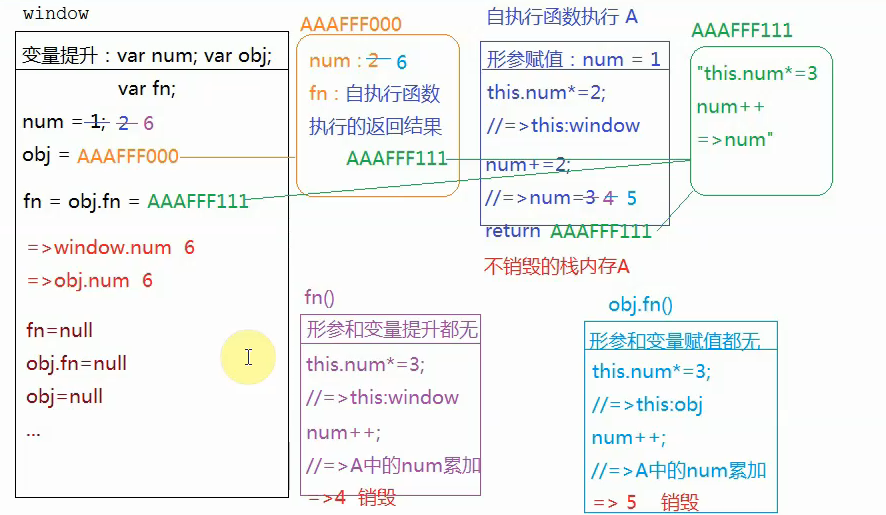 window
变量提升：var num; var obj;
var fn;
num = 1; 2 6
obj = AAAFFF000
fn = obj.fn = AAAFFF111
=>window.num 6
=>obj.num 6
fn=null
obj.fn=null
obj=null
...
AAAFFF000
num : 2 6
fn : 自执行函数
执行的返回结果
AAAFFF111
自执行函数执行 A
形参赋值：num = 1
this.num*=2;
//=>this:window
num+=2;
//=>num=3 4 5
return AAAFFF111
不销毁的栈内存A
AAAFFF111
"this.num*=3
num++
=>num"
fn()
形参和变量提升都无
this.num*=3;
//=>this:window
num++;
//=>A中的num累加
=>4 销毁
obj.fn()
形参和变量赋值都无
this.num*=3;
//=>this:obj
num++;
//=>A中的num累加
=> 5 销毁